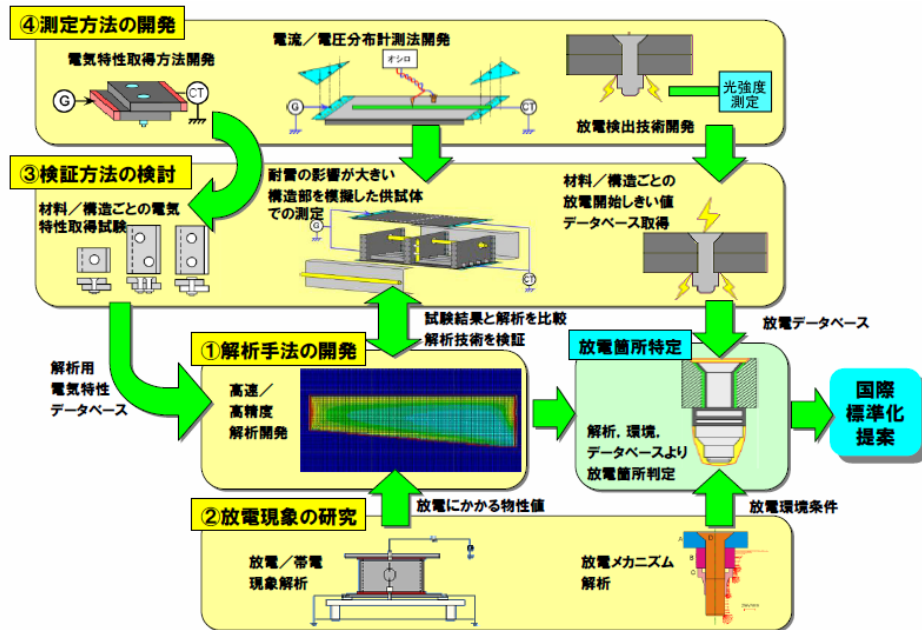 ④測定方法の開発
電気特性取得方法開発
G
CT
電流／電圧分布計測法開発
オシロ
G
CT
光強度
測定
放電検出技術開発
③検証方法の検討
材料／構造ごとの電気
特性取得試験
耐雷の影響が大きい
構造部を模擬した供試体
での測定
G
CT
材料／構造ごとの
放電開始しきい値
データベース取得
試験結果と解析を比較
解析技術を検証
放電データベース
解析用
電気特性
データベース
①解析手法の開発
高速／
高精度
解析開発
放電箇所特定
解析，環境，
データベースより
放電箇所判定
国際
標準化
提案
放電にかかる物性値
放電環境条件
②放電現象の研究
放電／帯電
現象解析
放電メカニズム
解析
A
D
B
C